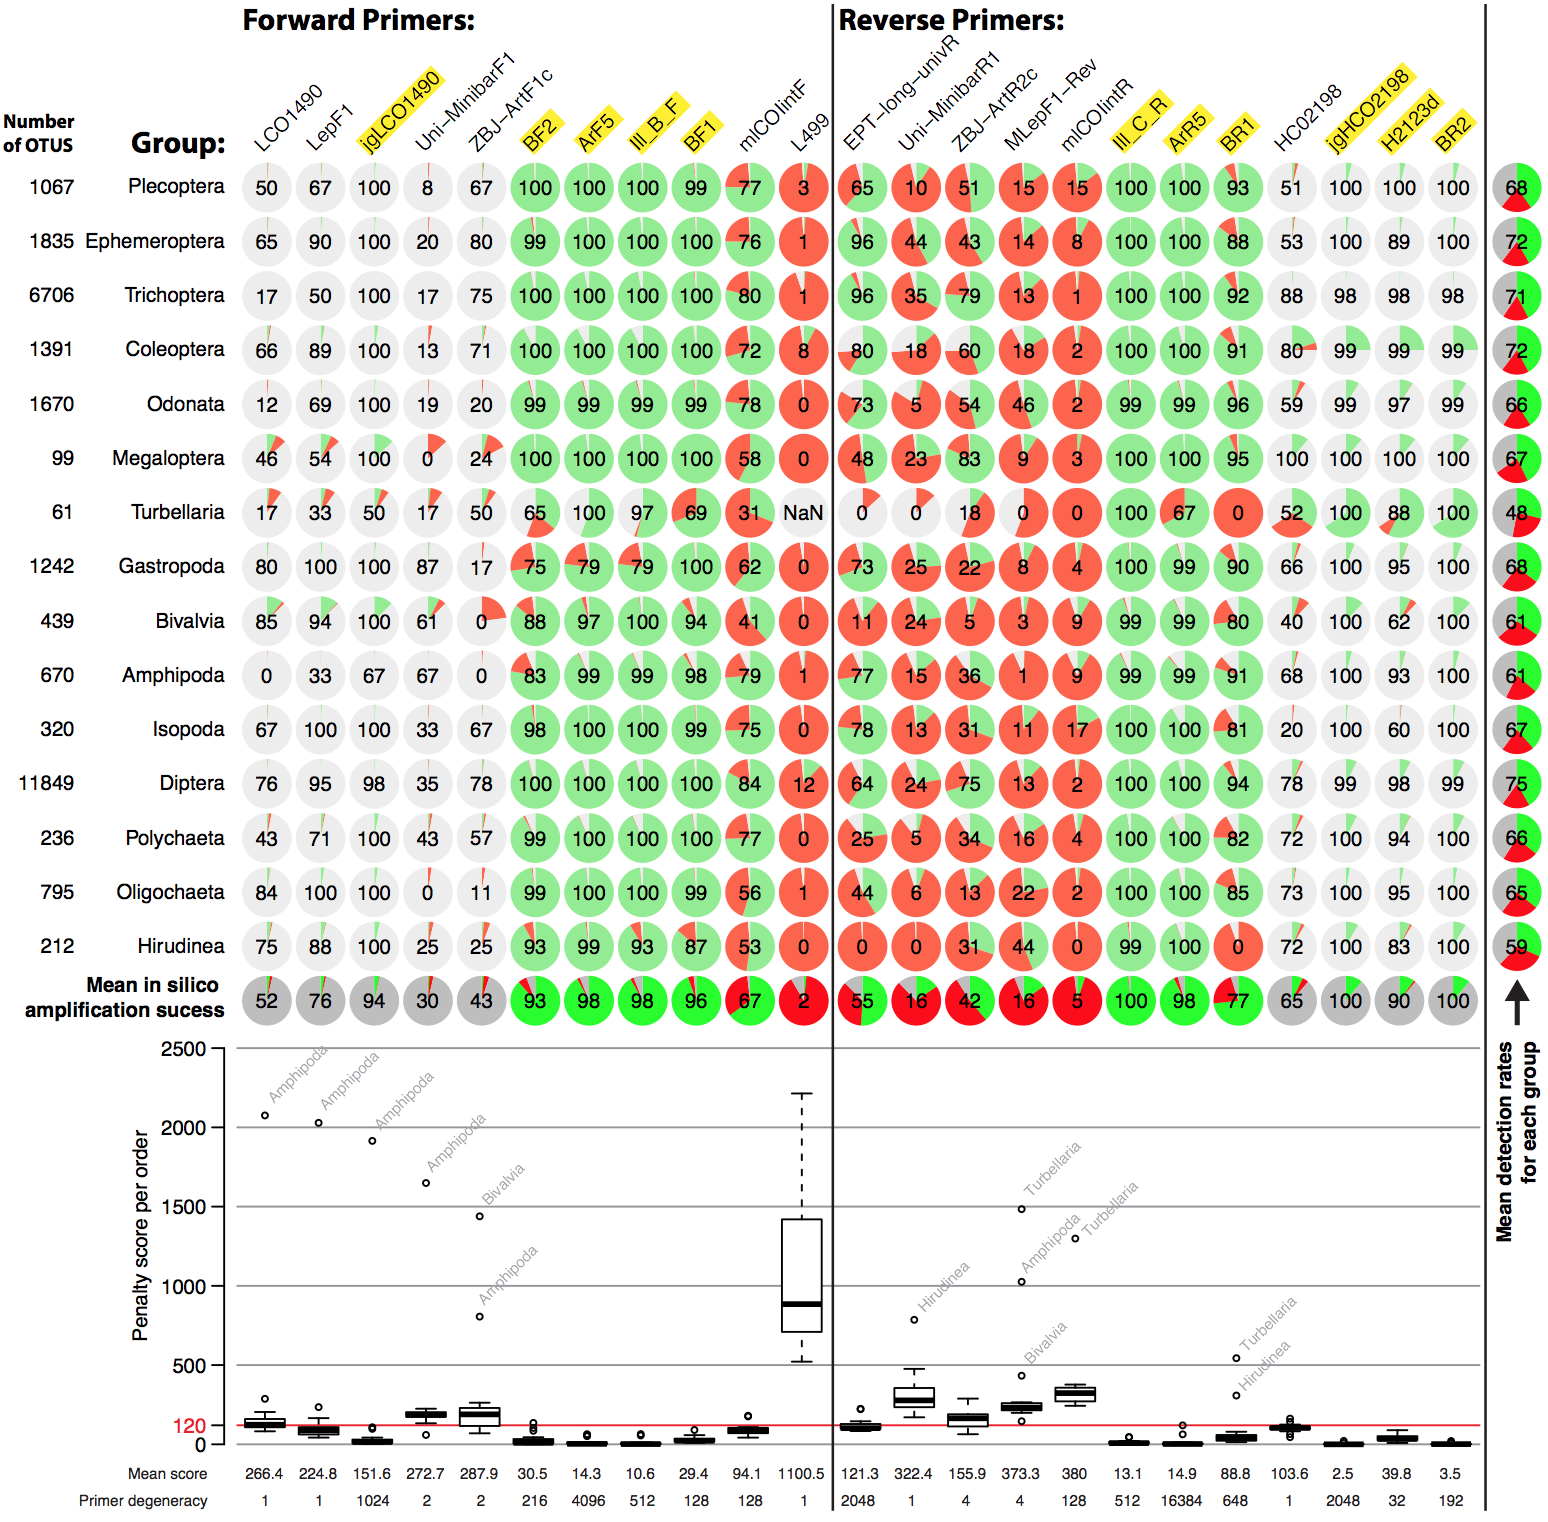 Forward Primers: Reverse Primers:
LCO1490 LepF1 jgLCO1490 Uni-MinibarF1 ZBJ-ArtF1c BF2 ArF5 III_B_F BF1 mlCOIintF L499 EPT-long-univR Uni-MinibarR1 ZBJ-ArtR2c MLepF1-Rev mlCOIintR III_C_R ArR5 BR1 HC02198 jgHCO2198 H2123d BR2
Number
of OTUS Group:
1067 Plecoptera 50 67 100 8 67 100 100 100 99 77 3 65 10 51 15 15 100 100 93 51 100 100 100 68
1835 Ephemeroptera 65 90 100 20 80 99 100 100 100 76 1 96 44 43 14 8 100 100 88 53 100 89 100 72
6706 Trichoptera 17 50 100 17 75 100 100 100 100 80 1 96 35 79 13 1 100 100 92 88 98 98 98 71
1391 Coleoptera 66 89 100 13 71 100 100 100 100 72 8 80 18 60 18 2 100 100 91 80 99 99 99 72
1670 Odonata 12 69 100 19 20 99 99 99 99 78 0 73 5 54 46 2 99 99 96 59 99 97 99 66
99 Megaloptera 46 54 100 0 24 100 100 100 100 58 0 48 23 83 9 3 100 100 95 100 100 100 100 67
61 Turbellaria 17 33 50 17 50 65 100 97 69 31 NaN 0 0 18 0 0 100 67 0 52 100 88 100 48
1242 Gastropoda 80 100 100 87 17 75 79 79 100 62 0 73 25 22 8 4 100 99 90 66 100 95 100 68
439 Bivalvia 85 94 100 61 0 88 97 100 94 41 0 11 24 5 3 9 99 99 80 40 100 62 100 61
670 Amphipoda 0 33 67 67 0 83 99 99 98 79 1 77 15 36 1 9 99 99 91 68 100 93 100 61
320 Isopoda 67 100 100 33 67 98 100 100 99 75 0 78 13 31 11 17 100 100 81 20 100 60 100 67
11849 Diptera 76 95 98 35 78 100 100 100 100 84 12 64 24 75 13 2 100 100 94 78 99 98 99 75
236 Polychaeta 43 71 100 43 57 99 100 100 100 77 0 25 5 34 16 4 100 100 82 72 100 94 100 66
795 Oligochaeta 84 100 100 0 11 99 100 100 99 56 1 44 6 13 22 2 100 100 85 73 100 95 100 65
212 Hirudinea 75 88 100 25 25 93 99 93 87 53 0 0 0 31 44 0 99 100 0 72 100 83 100 59
Mean in silico
amplification sucess 52 76 94 30 43 93 98 98 96 67 2 55 16 42 16 5 100 98 77 65 100 90 100
Mean detection rates
for each group
Penalty score per order
2500
2000
1500
1000
500
120
0
Amphipoda
Amphipoda
Amphipoda
Amphipoda
Bivalvia
Amphipoda
Hirudinea
Turbellaria
Amphipoda
Bivalvia
Turbellaria
Turbellaria
Hirudinea
Mean score 266.4 224.8 151.6 272.7 287.9 30.5 14.3 10.6 29.4 94.1 1100.5 121.3 322.4 155.9 373.3 380 13.1 14.9 88.8 103.6 2.5 39.8 3.5
Primer degeneracy 1 1 1024 2 2 216 4096 512 128 128 1 2048 1 4 4 128 512 16384 648 1 2048 32 192